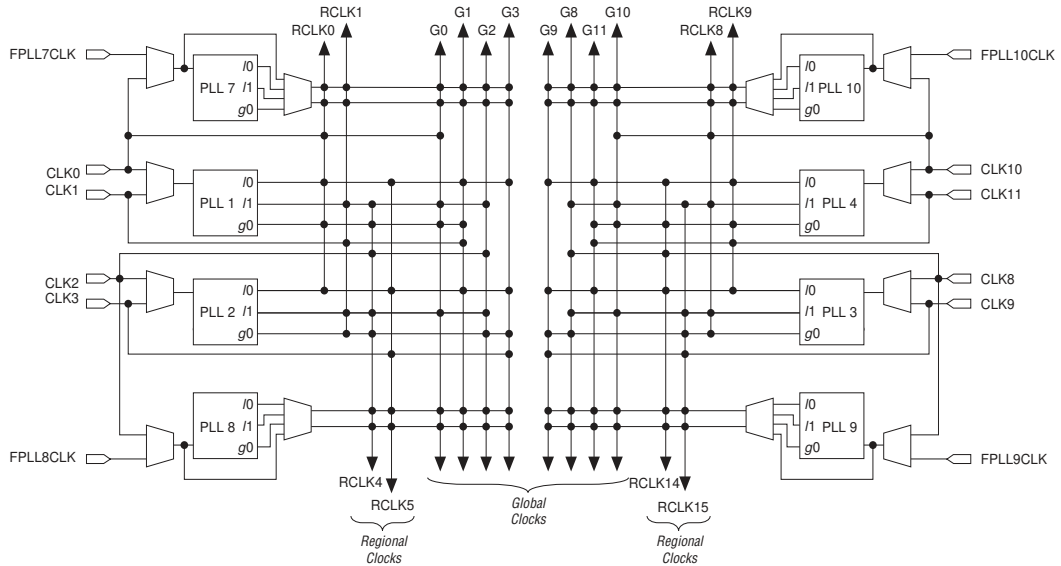 RCLK1 G1 G3 G8 G10 RCLK9
RCLK0 G0 G2 G9 G11 RCLK8
FPLL7CLK
PLL 7
l0
l1
g0
l0
l1
g0
PLL 10
FPLL10CLK
CLK0
CLK1
PLL 1
l0
l1
g0
l0
l1
g0
PLL 4
CLK10
CLK11
CLK2
CLK3
PLL 2
l0
l1
g0
l0
l1
g0
PLL 3
CLK8
CLK9
FPLL8CLK
PLL 8
l0
l1
g0
l0
l1
g0
PLL 9
FPLL9CLK
RCLK4
RCLK5
RCLK14
RCLK15
Global
Clocks
Regional
Clocks
Regional
Clocks